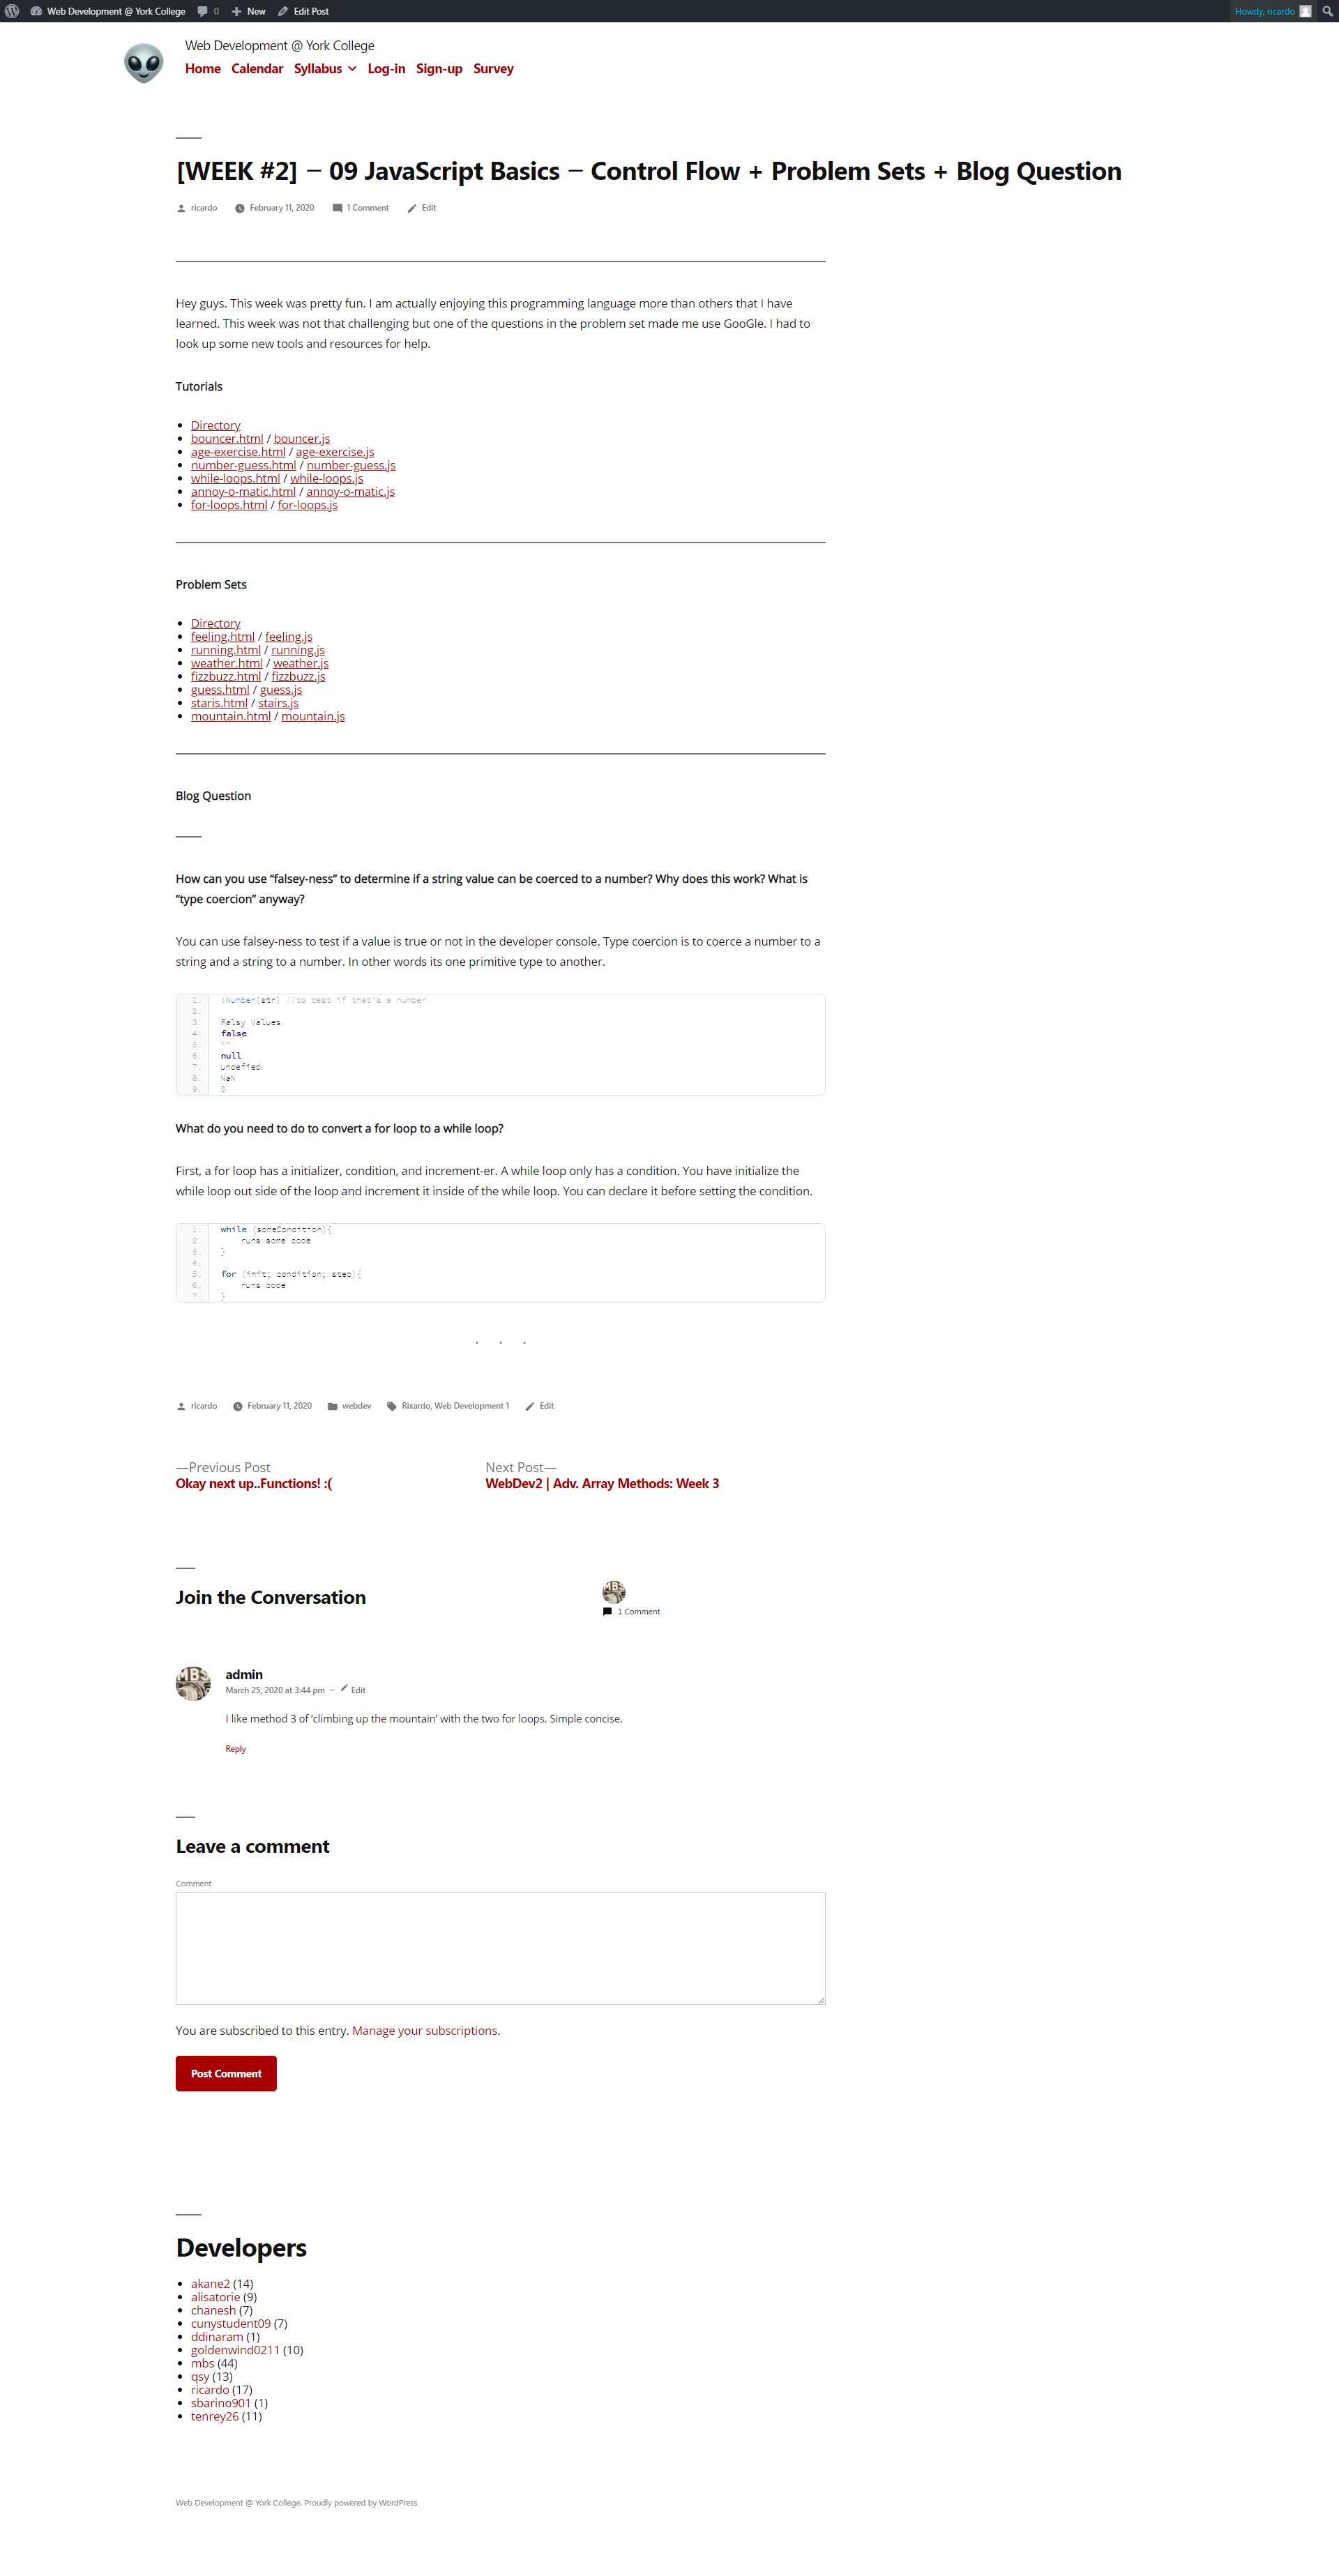 Web Development @ York College 0 New Edit Post Howdy, ricardo
Web Development @ York College
Home Calendar Syllabus Log-in Sign-up Survey
[WEEK #2] – 09 JavaScript Basics – Control Flow + Problem Sets + Blog Question
ricardo February 11, 2020 1 Comment Edit
Hey guys. This week was pretty fun. I am actually enjoying this programming language more than others that I have
learned. This week was not that challenging but one of the questions in the problem set made me use GooGle. I had to
look up some new tools and resources for help.
Tutorials
Directory
bouncer.html / bouncer.js
age-exercise.html / age-exercise.js
number-guess.html / number-guess.js
while-loops.html / while-loops.js
annoy-o-matic.html / annoy-o-matic.js
for-loops.html / for-loops.js
Problem Sets
Directory
feeling.html / feeling.js
running.html / running.js
weather.html / weather.js
fizzbuzz.html / fizzbuzz.js
guess.html / guess.js
staris.html / stairs.js
mountain.html / mountain.js
Blog Question
How can you use “falsey-ness” to determine if a string value can be coerced to a number? Why does this work? What is
“type coercion” anyway?
You can use falsey-ness to test if a value is true or not in the developer console. Type coercion is to coerce a number to a
string and a string to a number. In other words its one primitive type to another.
1. !Number(str) //to test if that's a number
2.
3. Falsy Values
4. false
5. ""
6. null
7. undefied
8. NaN
9. 0
What do you need to do to convert a for loop to a while loop?
First, a for loop has a initializer, condition, and increment-er. A while loop only has a condition. You have initialize the
while loop out side of the loop and increment it inside of the while loop. You can declare it before setting the condition.
1. while (someCondition){
2. runs some code
3. }
4.
5. for (init; condition; step){
6. runs code
7. }
. . .
ricardo February 11, 2020 webdev Rixardo, Web Development 1 Edit
—Previous Post Next Post—
Okay next up..Functions! :( WebDev2 | Adv. Array Methods: Week 3
Join the Conversation
1 Comment
admin
March 25, 2020 at 3:44 pm – Edit
I like method 3 of ‘climbing up the mountain’ with the two for loops. Simple concise.
Reply
Leave a comment
Comment
You are subscribed to this entry. Manage your subscriptions.
Post Comment
Developers
akane2 (14)
alisatorie (9)
chanesh (7)
cunystudent09 (7)
ddinaram (1)
goldenwind0211 (10)
mbs (44)
qsy (13)
ricardo (17)
sbarino901 (1)
tenrey26 (11)
Web Development @ York College, Proudly powered by WordPress.